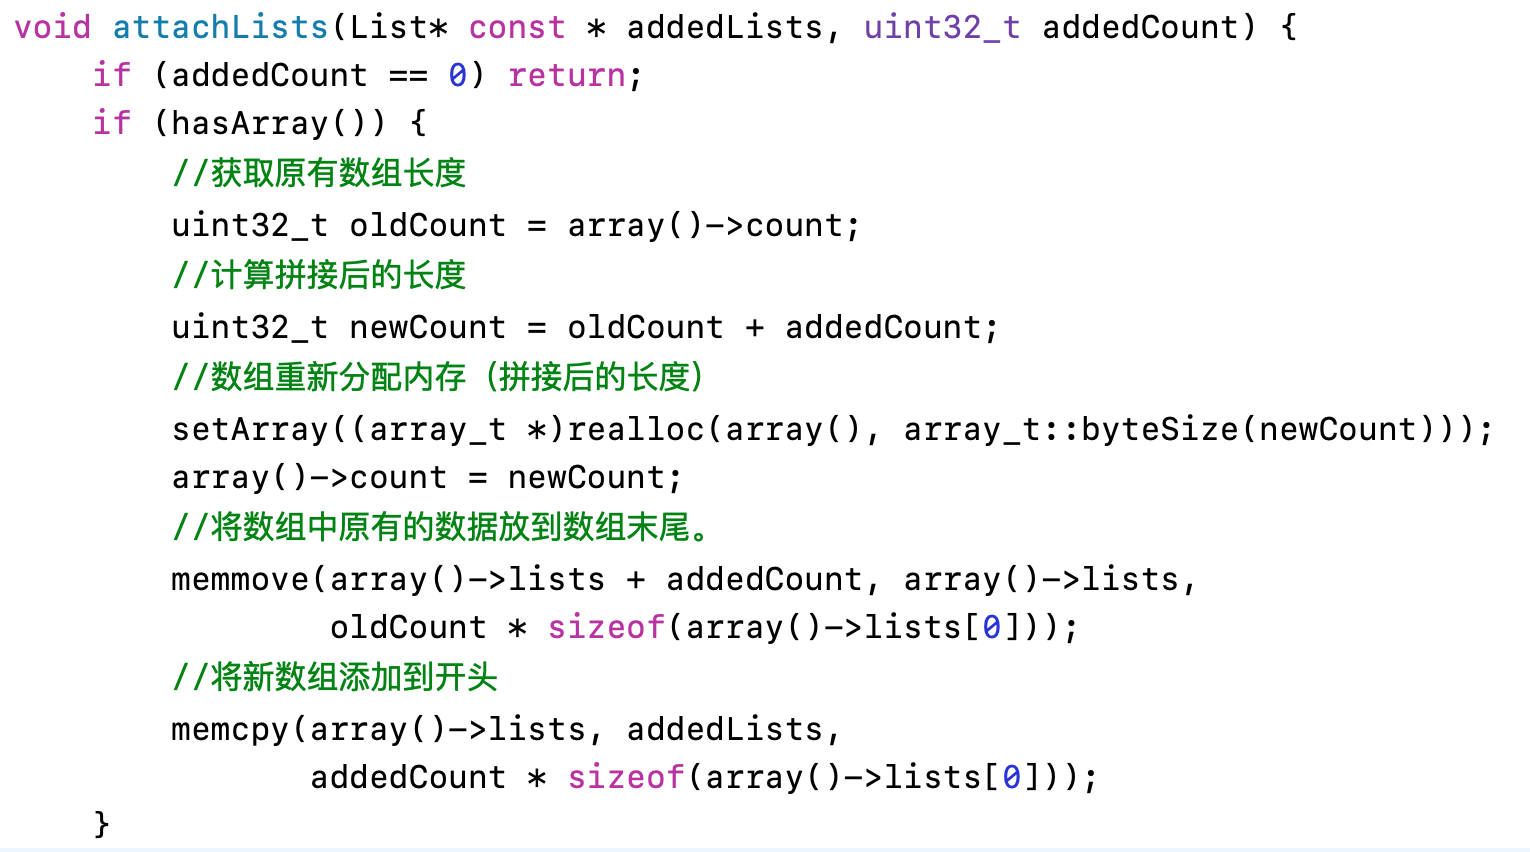 void attachLists(List* const * addedLists, uint32_t addedCount) {
    if (addedCount == 0) return;
    if (hasArray()) {
        //获取原有数组长度
        uint32_t oldCount = array()->count;
        //计算拼接后的长度
        uint32_t newCount = oldCount + addedCount;
        //数组重新分配内存（拼接后的长度）
        setArray((array_t *)realloc(array(), array_t::byteSize(newCount)));
        array()->count = newCount;
        //将数组中原有的数据放到数组末尾。
        memmove(array()->lists + addedCount, array()->lists,
                oldCount * sizeof(array()->lists[0]));
        //将新数组添加到开头
        memcpy(array()->lists, addedLists,
               addedCount * sizeof(array()->lists[0]));
    }